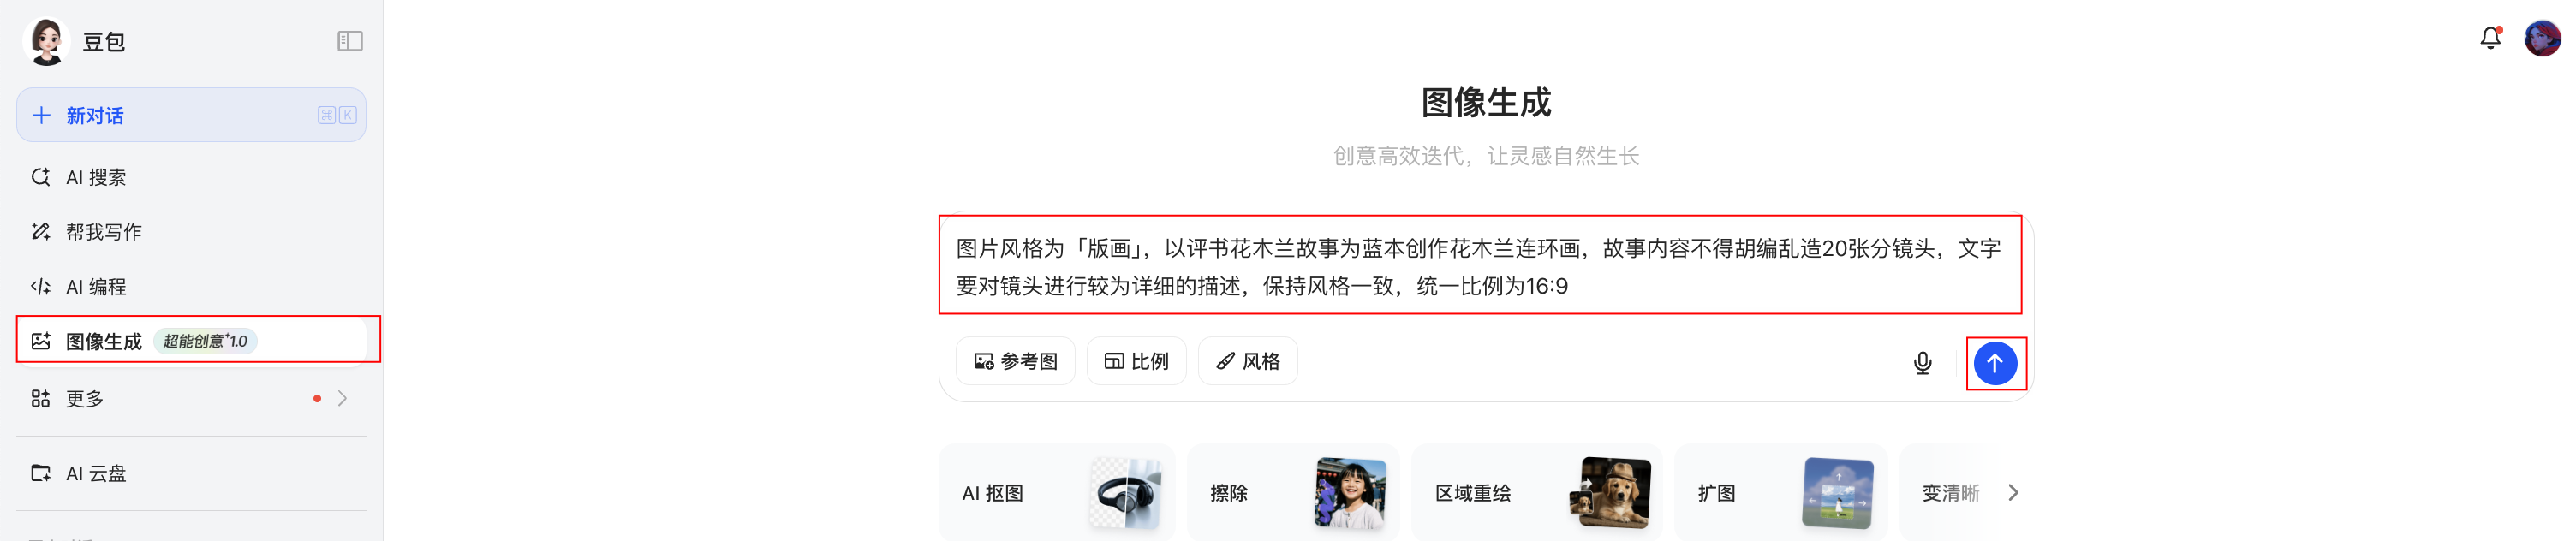 豆包
新对话
⌘ K
AI 搜索
帮我写作
AI 编程
图像生成 超能创意1.0
更多
AI 云盘
图像生成
创意高效迭代，让灵感自然生长
图片风格为「版画」，以评书花木兰故事为蓝本创作花木兰连环画，故事内容不得胡编乱造20张分镜头，文字
要对镜头进行较为详细的描述，保持风格一致，统一比例为16:9
参考图 比例 风格
AI 抠图 擦除 区域重绘 扩图 变清晰